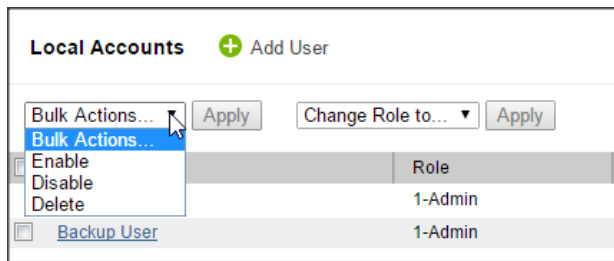 Local Accounts Add User
Bulk Actions... Apply Change Role to... Apply
Bulk Actions...
Enable
Disable
Delete
Role
1-Admin
Backup User 1-Admin